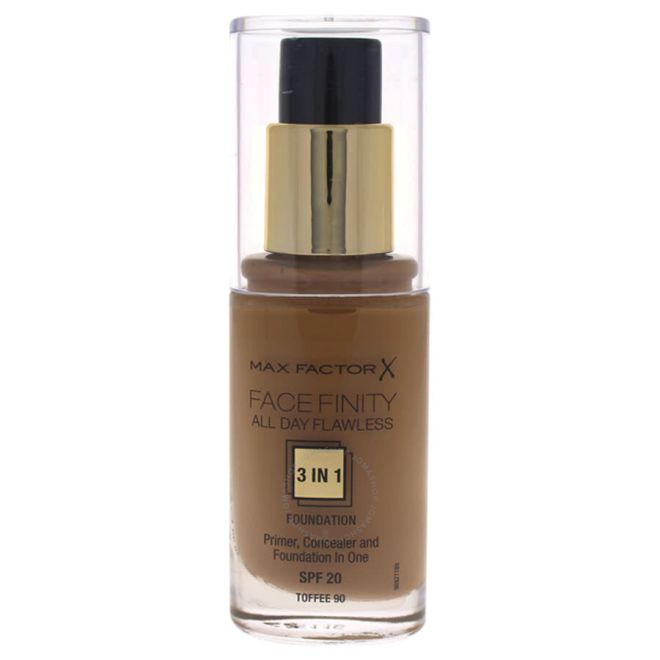 MAX FACTOR X
FACE FINITY
ALL DAY FLAWLESS
3 IN 1
FOUNDATION
Primer, Concealer and
Foundation In One
SPF 20
TOFFEE 90
JOMASHOP